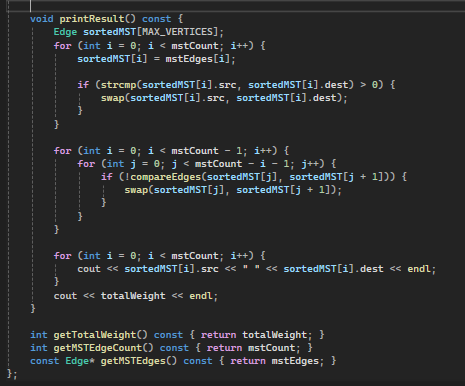 void printResult() const {
Edge sortedMST[MAX_VERTICES];
for (int i = 0; i < mstCount; i++) {
sortedMST[i] = mstEdges[i];
if (strcmp(sortedMST[i].src, sortedMST[i].dest) > 0) {
swap(sortedMST[i].src, sortedMST[i].dest);
}
}
for (int i = 0; i < mstCount - 1; i++) {
for (int j = 0; j < mstCount - i - 1; j++) {
if (!compareEdges(sortedMST[j], sortedMST[j + 1])) {
swap(sortedMST[j], sortedMST[j + 1]);
}
}
}
for (int i = 0; i < mstCount; i++) {
cout << sortedMST[i].src << " " << sortedMST[i].dest << endl;
}
cout << totalWeight << endl;
}
int getTotalWeight() const { return totalWeight; }
int getMSTEdgeCount() const { return mstCount; }
const Edge* getMSTEdges() const { return mstEdges; }
};